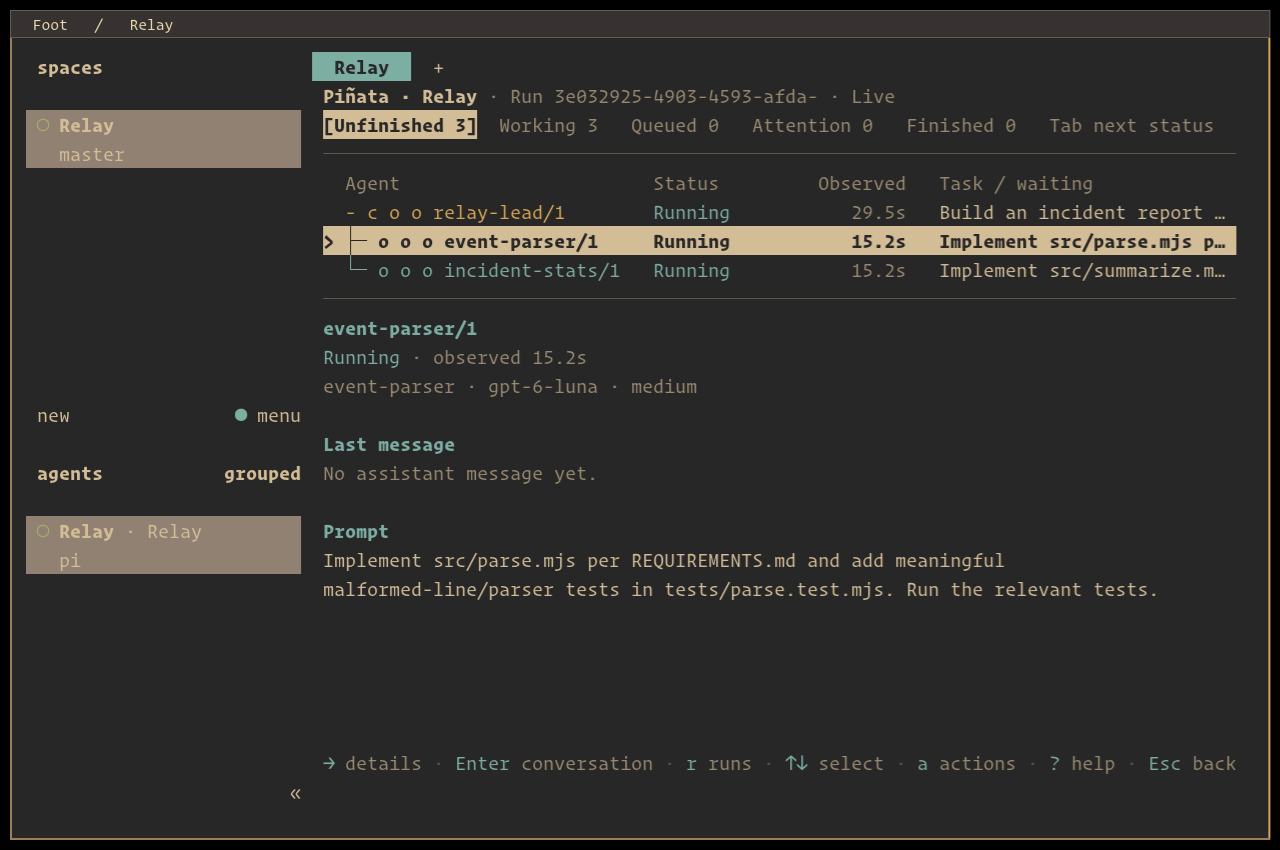 Foot / Relay
spaces
Relay
master
new ● menu
agents grouped
Relay · Relay
pi
«
Relay +
Piñata · Relay · Run 3e032925-4903-4593-afda- · Live
[Unfinished 3] Working 3 Queued 0 Attention 0 Finished 0 Tab next status
Agent Status Observed Task / waiting
- c o o relay-lead/1 Running 29.5s Build an incident report …
> ├─ o o o event-parser/1 Running 15.2s Implement src/parse.mjs p…
└─ o o o incident-stats/1 Running 15.2s Implement src/summarize.m…
event-parser/1
Running · observed 15.2s
event-parser · gpt-6-luna · medium
Last message
No assistant message yet.
Prompt
Implement src/parse.mjs per REQUIREMENTS.md and add meaningful
malformed-line/parser tests in tests/parse.test.mjs. Run the relevant tests.
→ details · Enter conversation · r runs · ↑↓ select · a actions · ? help · Esc back